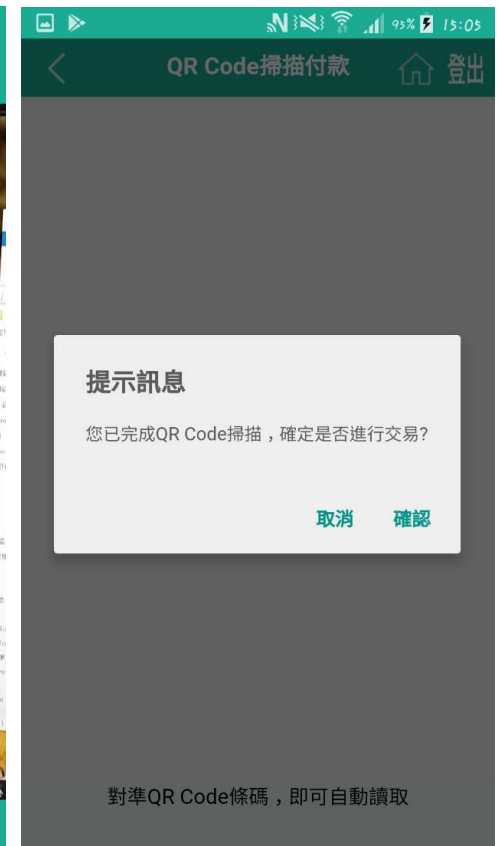 95% 15:05
QR Code掃描付款 登出
提示訊息
您已完成QR Code掃描，確定是否進行交易?
取消 確認
對準QR Code條碼，即可自動讀取